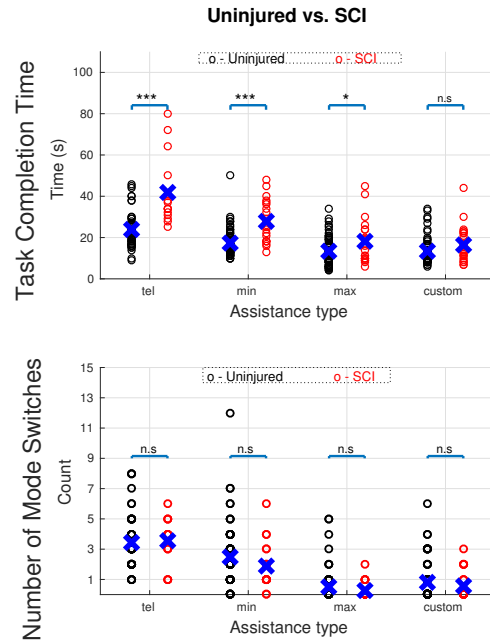 Uninjured vs. SCI
Task Completion Time
Time (s)
100
80
60
40
20
0
o - Uninjured
o - SCI
***
***
*
n.s
tel
min
max
custom
Assistance type
Number of Mode Switches
Count
15
13
11
9
7
5
3
1
o - Uninjured
o - SCI
n.s
n.s
n.s
n.s
tel
min
max
custom
Assistance type